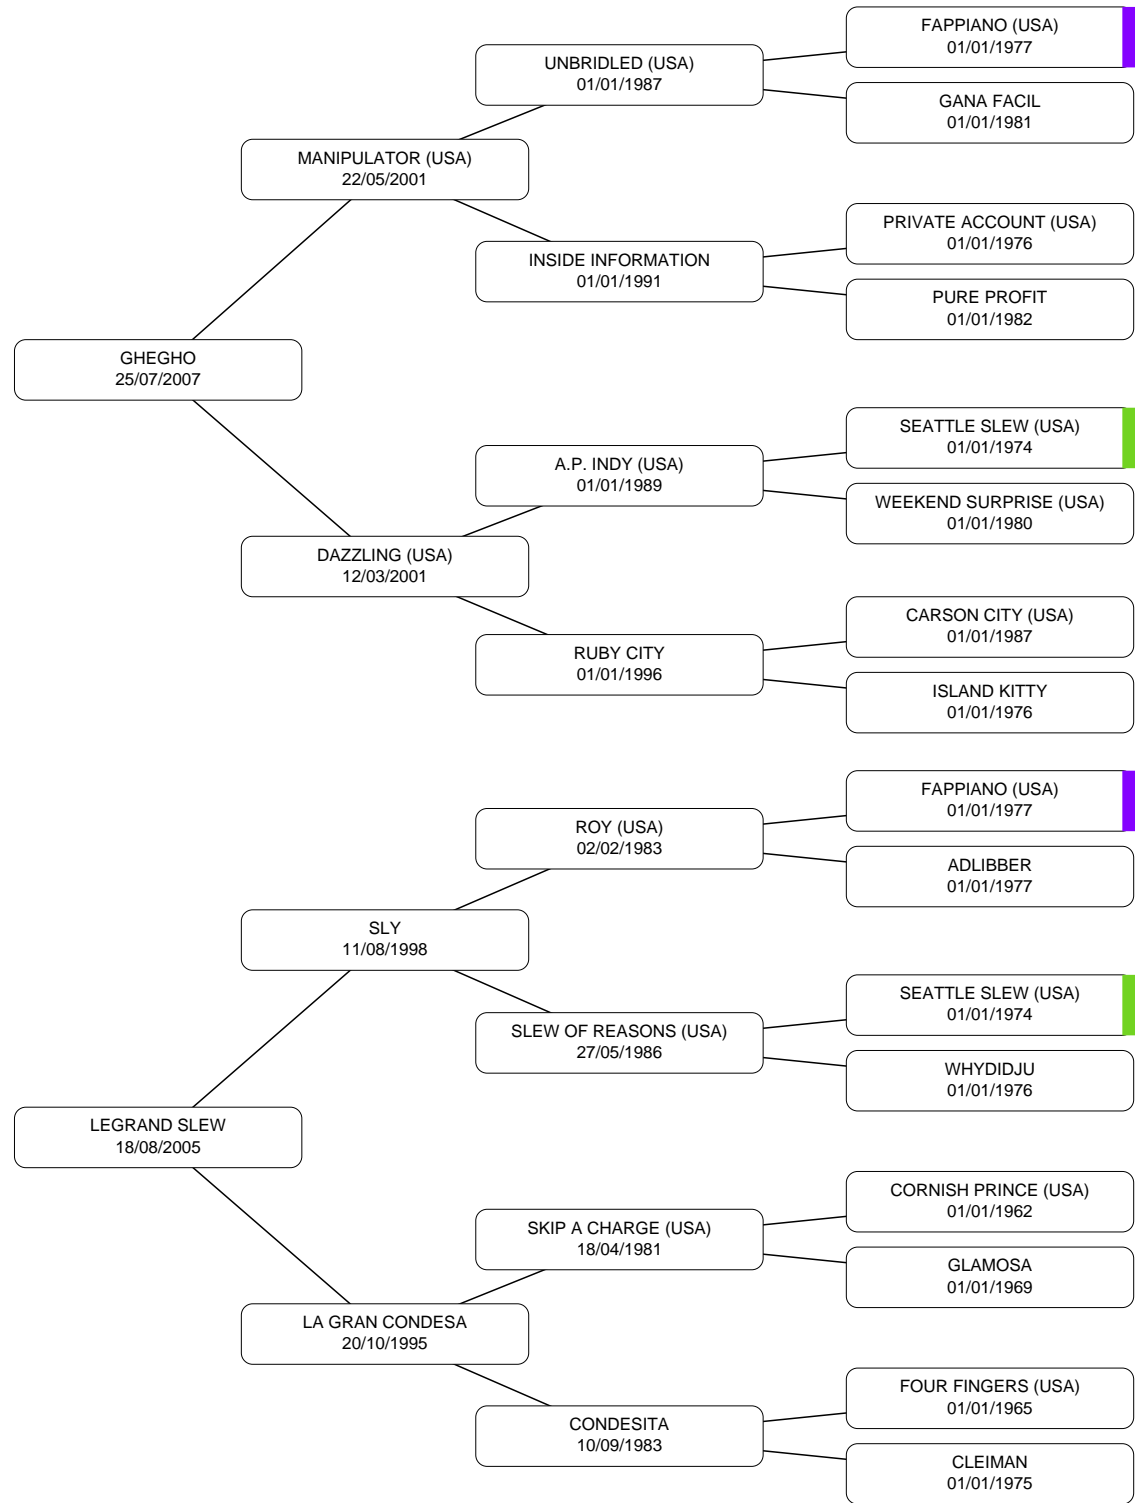 FAPPIANO (USA)
01/01/1977
UNBRIDLED (USA)
01/01/1987
GANA FACIL
01/01/1981
MANIPULATOR (USA)
22/05/2001
PRIVATE ACCOUNT (USA)
01/01/1976
INSIDE INFORMATION
01/01/1991
PURE PROFIT
01/01/1982
GHEGHO
25/07/2007
SEATTLE SLEW (USA)
01/01/1974
A.P. INDY (USA)
01/01/1989
WEEKEND SURPRISE (USA)
01/01/1980
DAZZLING (USA)
12/03/2001
CARSON CITY (USA)
01/01/1987
RUBY CITY
01/01/1996
ISLAND KITTY
01/01/1976
FAPPIANO (USA)
01/01/1977
ROY (USA)
02/02/1983
ADLIBBER
01/01/1977
SLY
11/08/1998
SEATTLE SLEW (USA)
01/01/1974
SLEW OF REASONS (USA)
27/05/1986
WHYDIDJU
01/01/1976
LEGRAND SLEW
18/08/2005
CORNISH PRINCE (USA)
01/01/1962
SKIP A CHARGE (USA)
18/04/1981
GLAMOSA
01/01/1969
LA GRAN CONDESA
20/10/1995
FOUR FINGERS (USA)
01/01/1965
CONDESITA
10/09/1983
CLEIMAN
01/01/1975